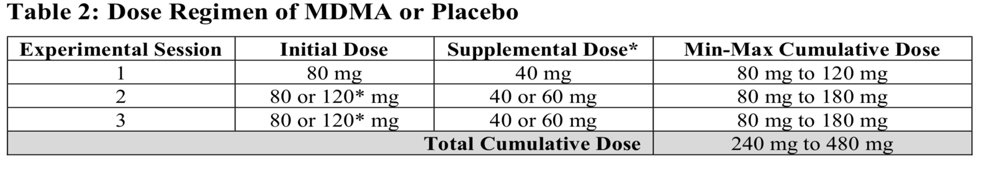 Table 2: Dose Regimen of MDMA or Placebo
Experimental Session Initial Dose Supplemental Dose* Min-Max Cumulative Dose
1 80 mg 40 mg 80 mg to 120 mg
2 80 or 120* mg 40 or 60 mg 80 mg to 180 mg
3 80 or 120* mg 40 or 60 mg 80 mg to 180 mg
Total Cumulative Dose 240 mg to 480 mg